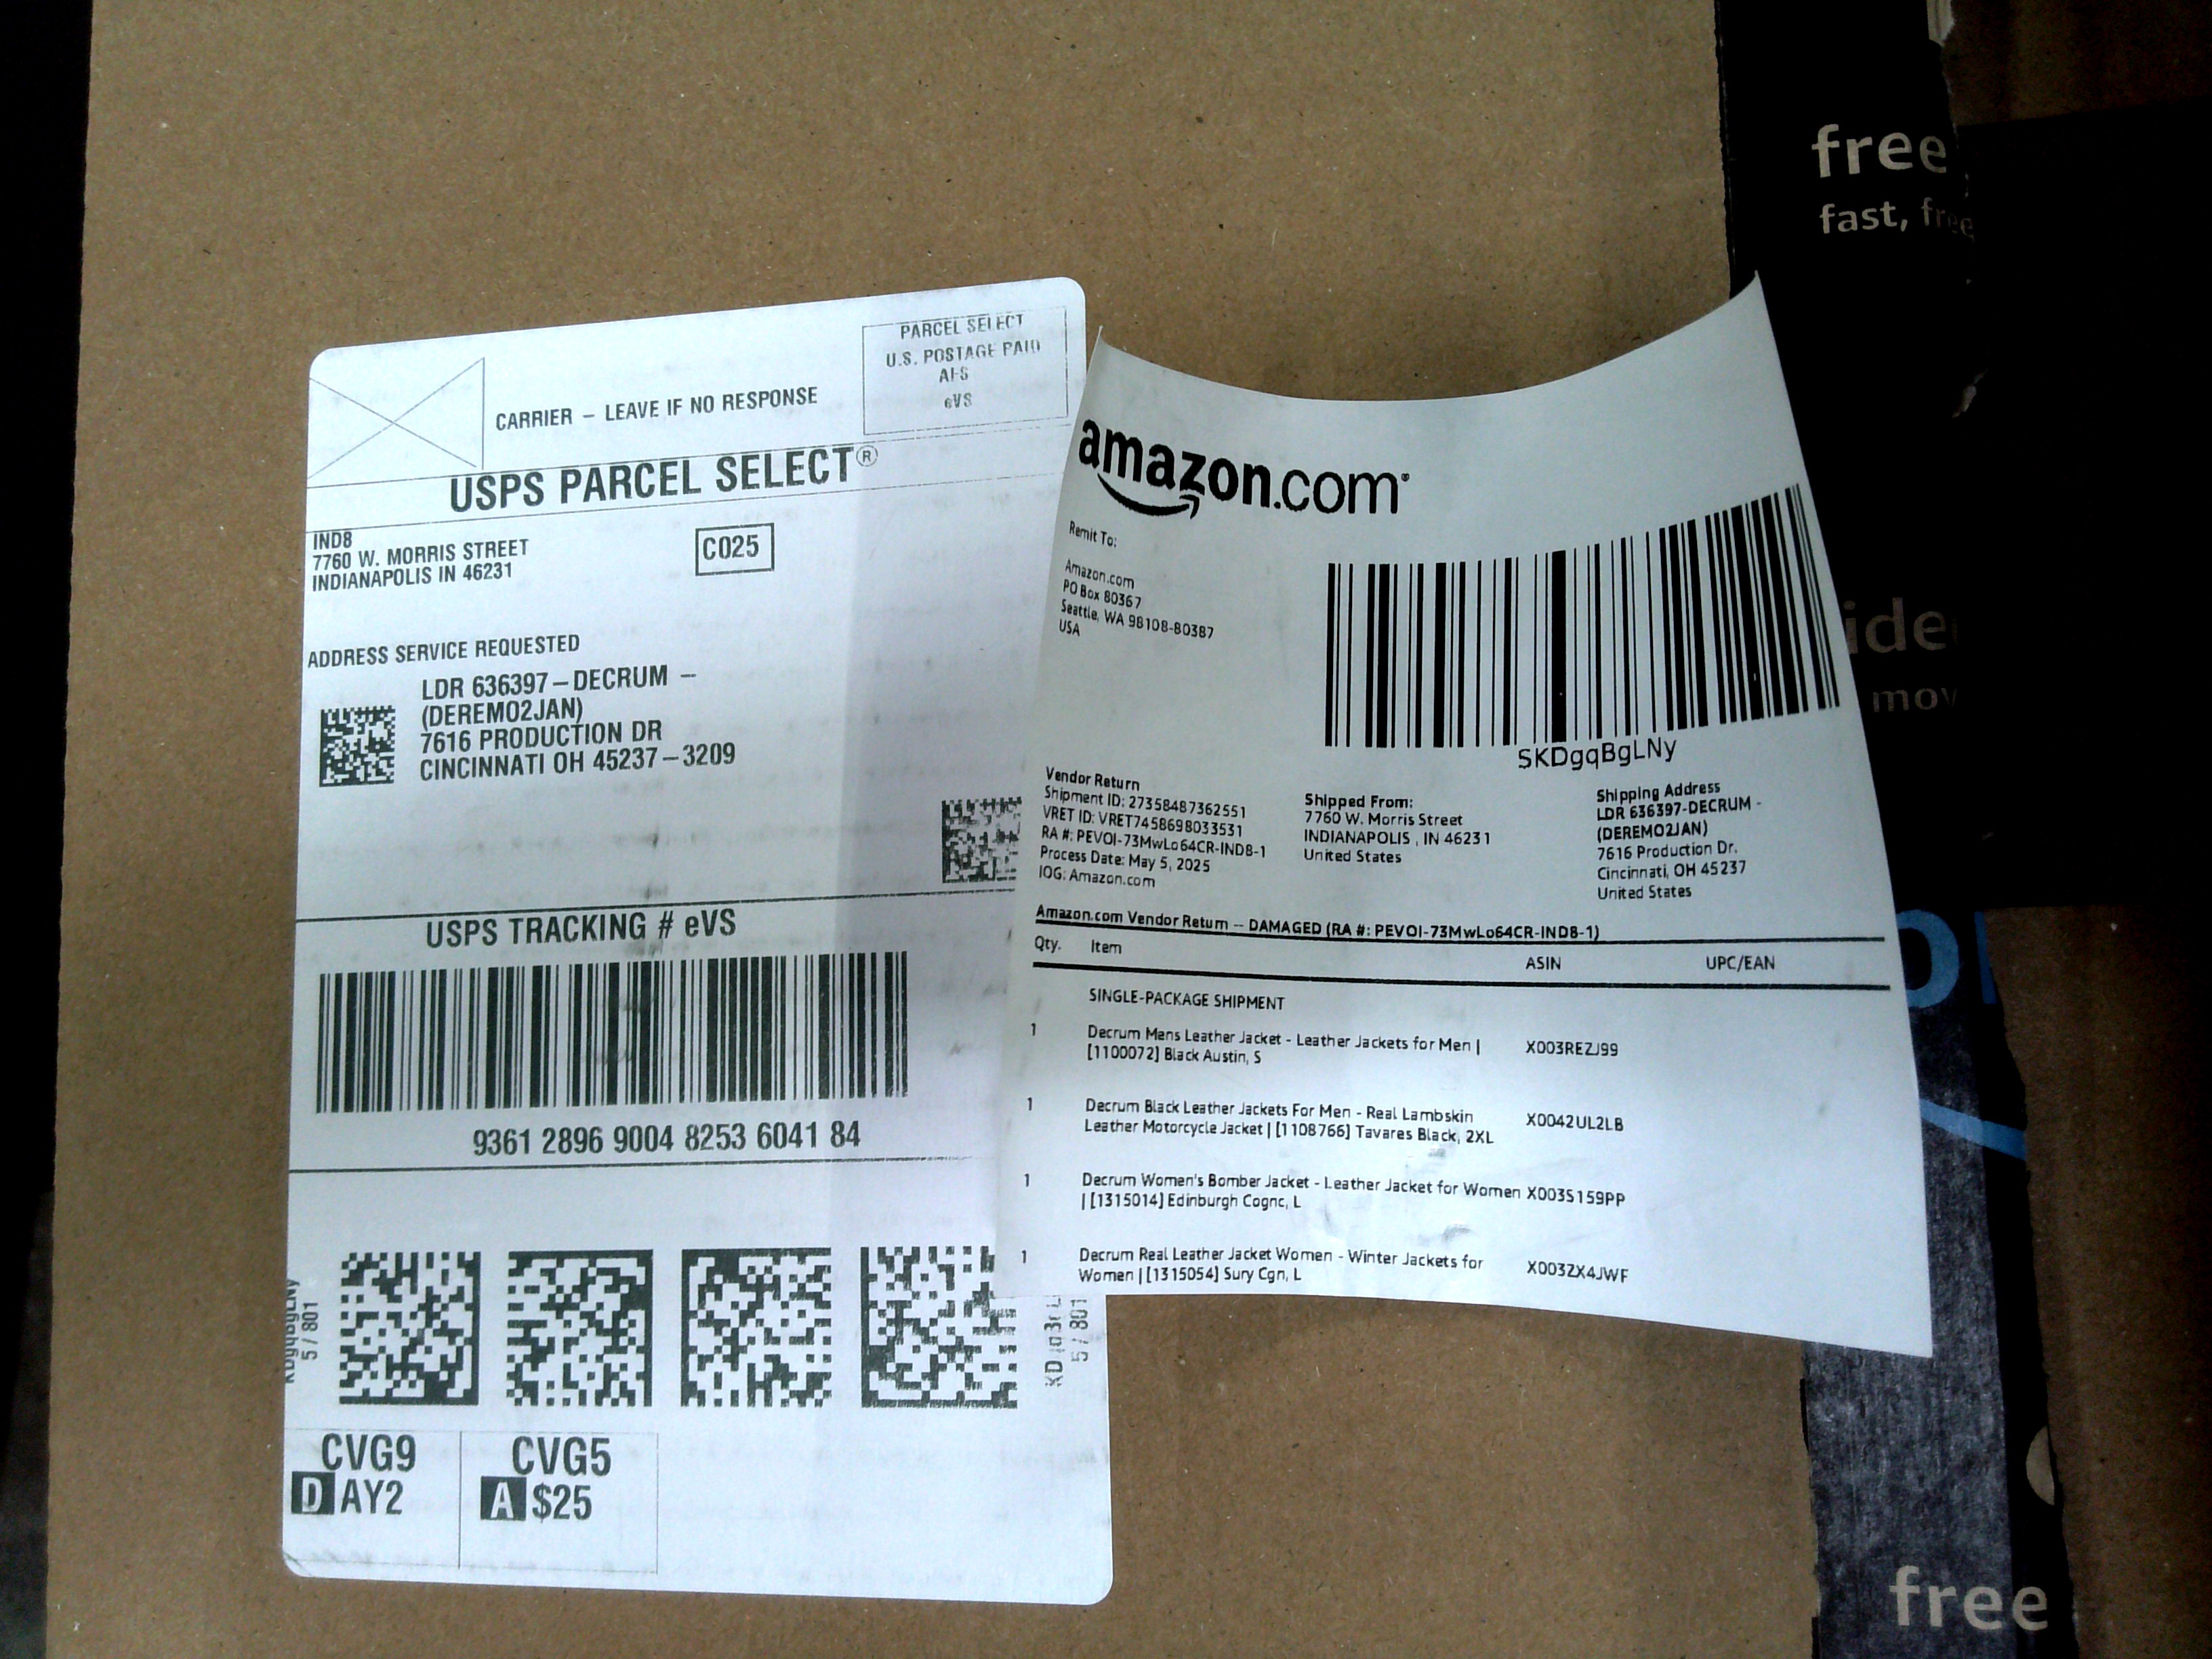 PARCEL SELECT
U.S. POSTAGE PAID
AFS
eVS
CARRIER – LEAVE IF NO RESPONSE
USPS PARCEL SELECT®
IND8
7760 W. MORRIS STREET
INDIANAPOLIS IN 46231
C025
ADDRESS SERVICE REQUESTED
LDR 636397–DECRUM –
(DEREMO2JAN)
7616 PRODUCTION DR
CINCINNATI OH 45237–3209
USPS TRACKING # eVS
9361 2896 9004 8253 6041 84
5 / 801
5 / 801
CVG9
DAY2
CVG5
A $25
amazon.com
Remit To:
Amazon.com
PO Box 80367
Seattle, WA 98108-80387
USA
SKDgqBgLNy
Vendor Return
Shipment ID: 27358487362551
VRET ID: VRET7458698033531
RA #: PEVOI-73MwLo64CR-IND8-1
Process Date: May 5, 2025
IOG: Amazon.com
Shipped From:
7760 W. Morris Street
INDIANAPOLIS , IN 46231
United States
Shipping Address
LDR 636397-DECRUM -
(DEREMO2JAN)
7616 Production Dr.
Cincinnati, OH 45237
United States
Amazon.com Vendor Return -- DAMAGED (RA #: PEVOI-73MwLo64CR-IND8-1)
Qty. Item ASIN UPC/EAN
SINGLE-PACKAGE SHIPMENT
1 Decrum Mens Leather Jacket - Leather Jackets for Men | X003REZJ99
[1100072] Black Austin, S
1 Decrum Black Leather Jackets For Men - Real Lambskin X0042UL2LB
Leather Motorcycle Jacket | [1108766] Tavares Black, 2XL
1 Decrum Women's Bomber Jacket - Leather Jacket for Women X003S159PP
| [1315014] Edinburgh Cognc, L
1 Decrum Real Leather Jacket Women - Winter Jackets for X003ZX4JWF
Women | [1315054] Sury Cgn, L
free
fast, free
ide
mov
free